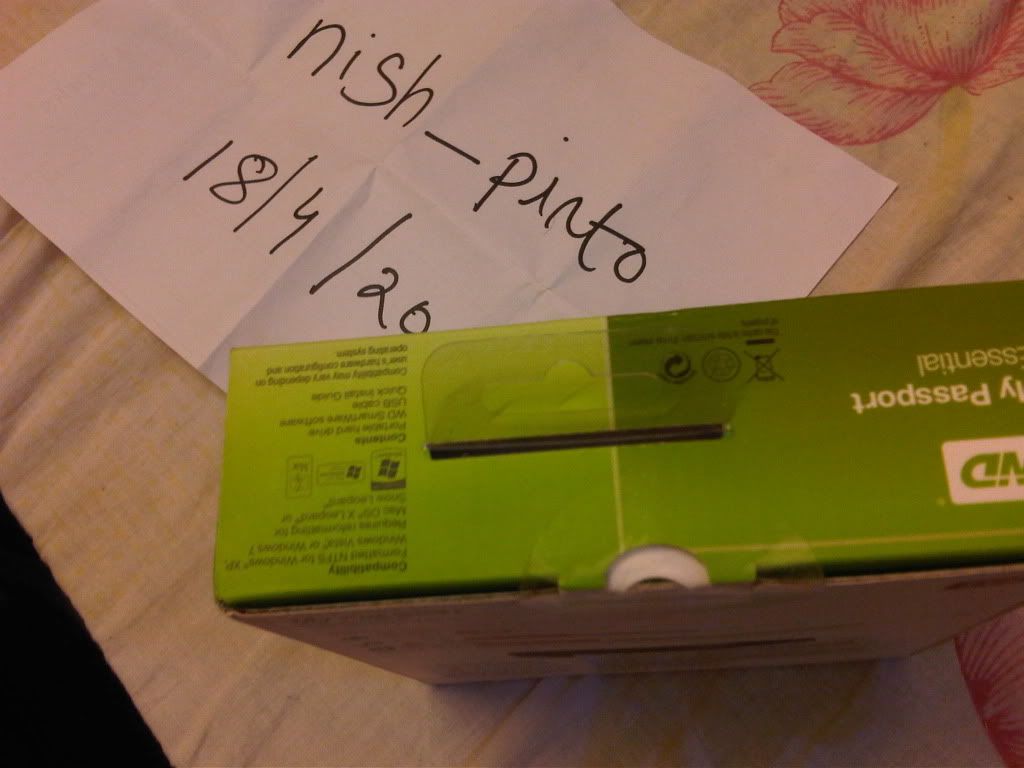 nish_pinto
18/4/20
My Passport
Essential
WD
Compatibility
Formatted NTFS for Windows® XP,
Windows Vista® or Windows 7
Requires reformatting for
Mac OS® X Leopard® or
Snow Leopard®
Contents
Portable hard drive
WD SmartWare software
USB cable
Quick Install Guide
Compatibility may vary depending on
user's hardware configuration and
operating system.